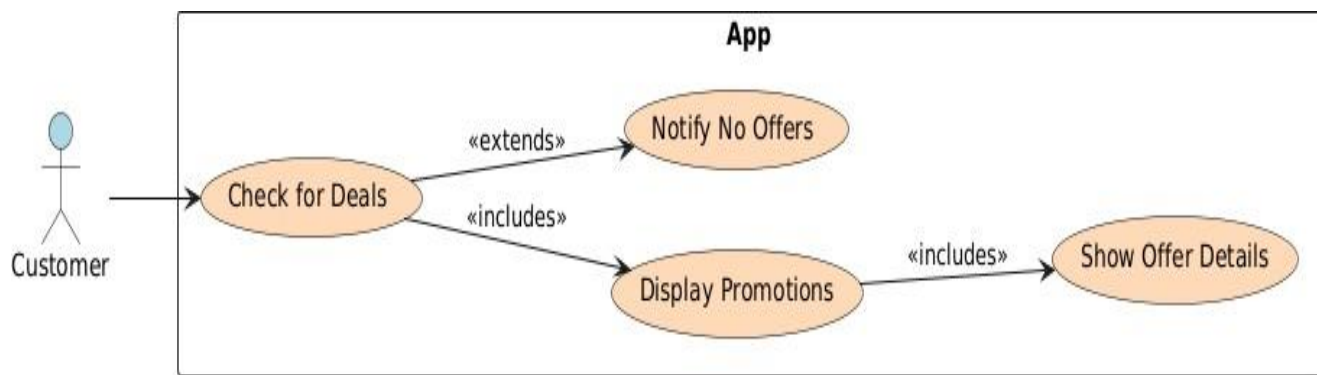 App
Customer
Check for Deals
«extends»
Notify No Offers
«includes»
Display Promotions
«includes»
Show Offer Details